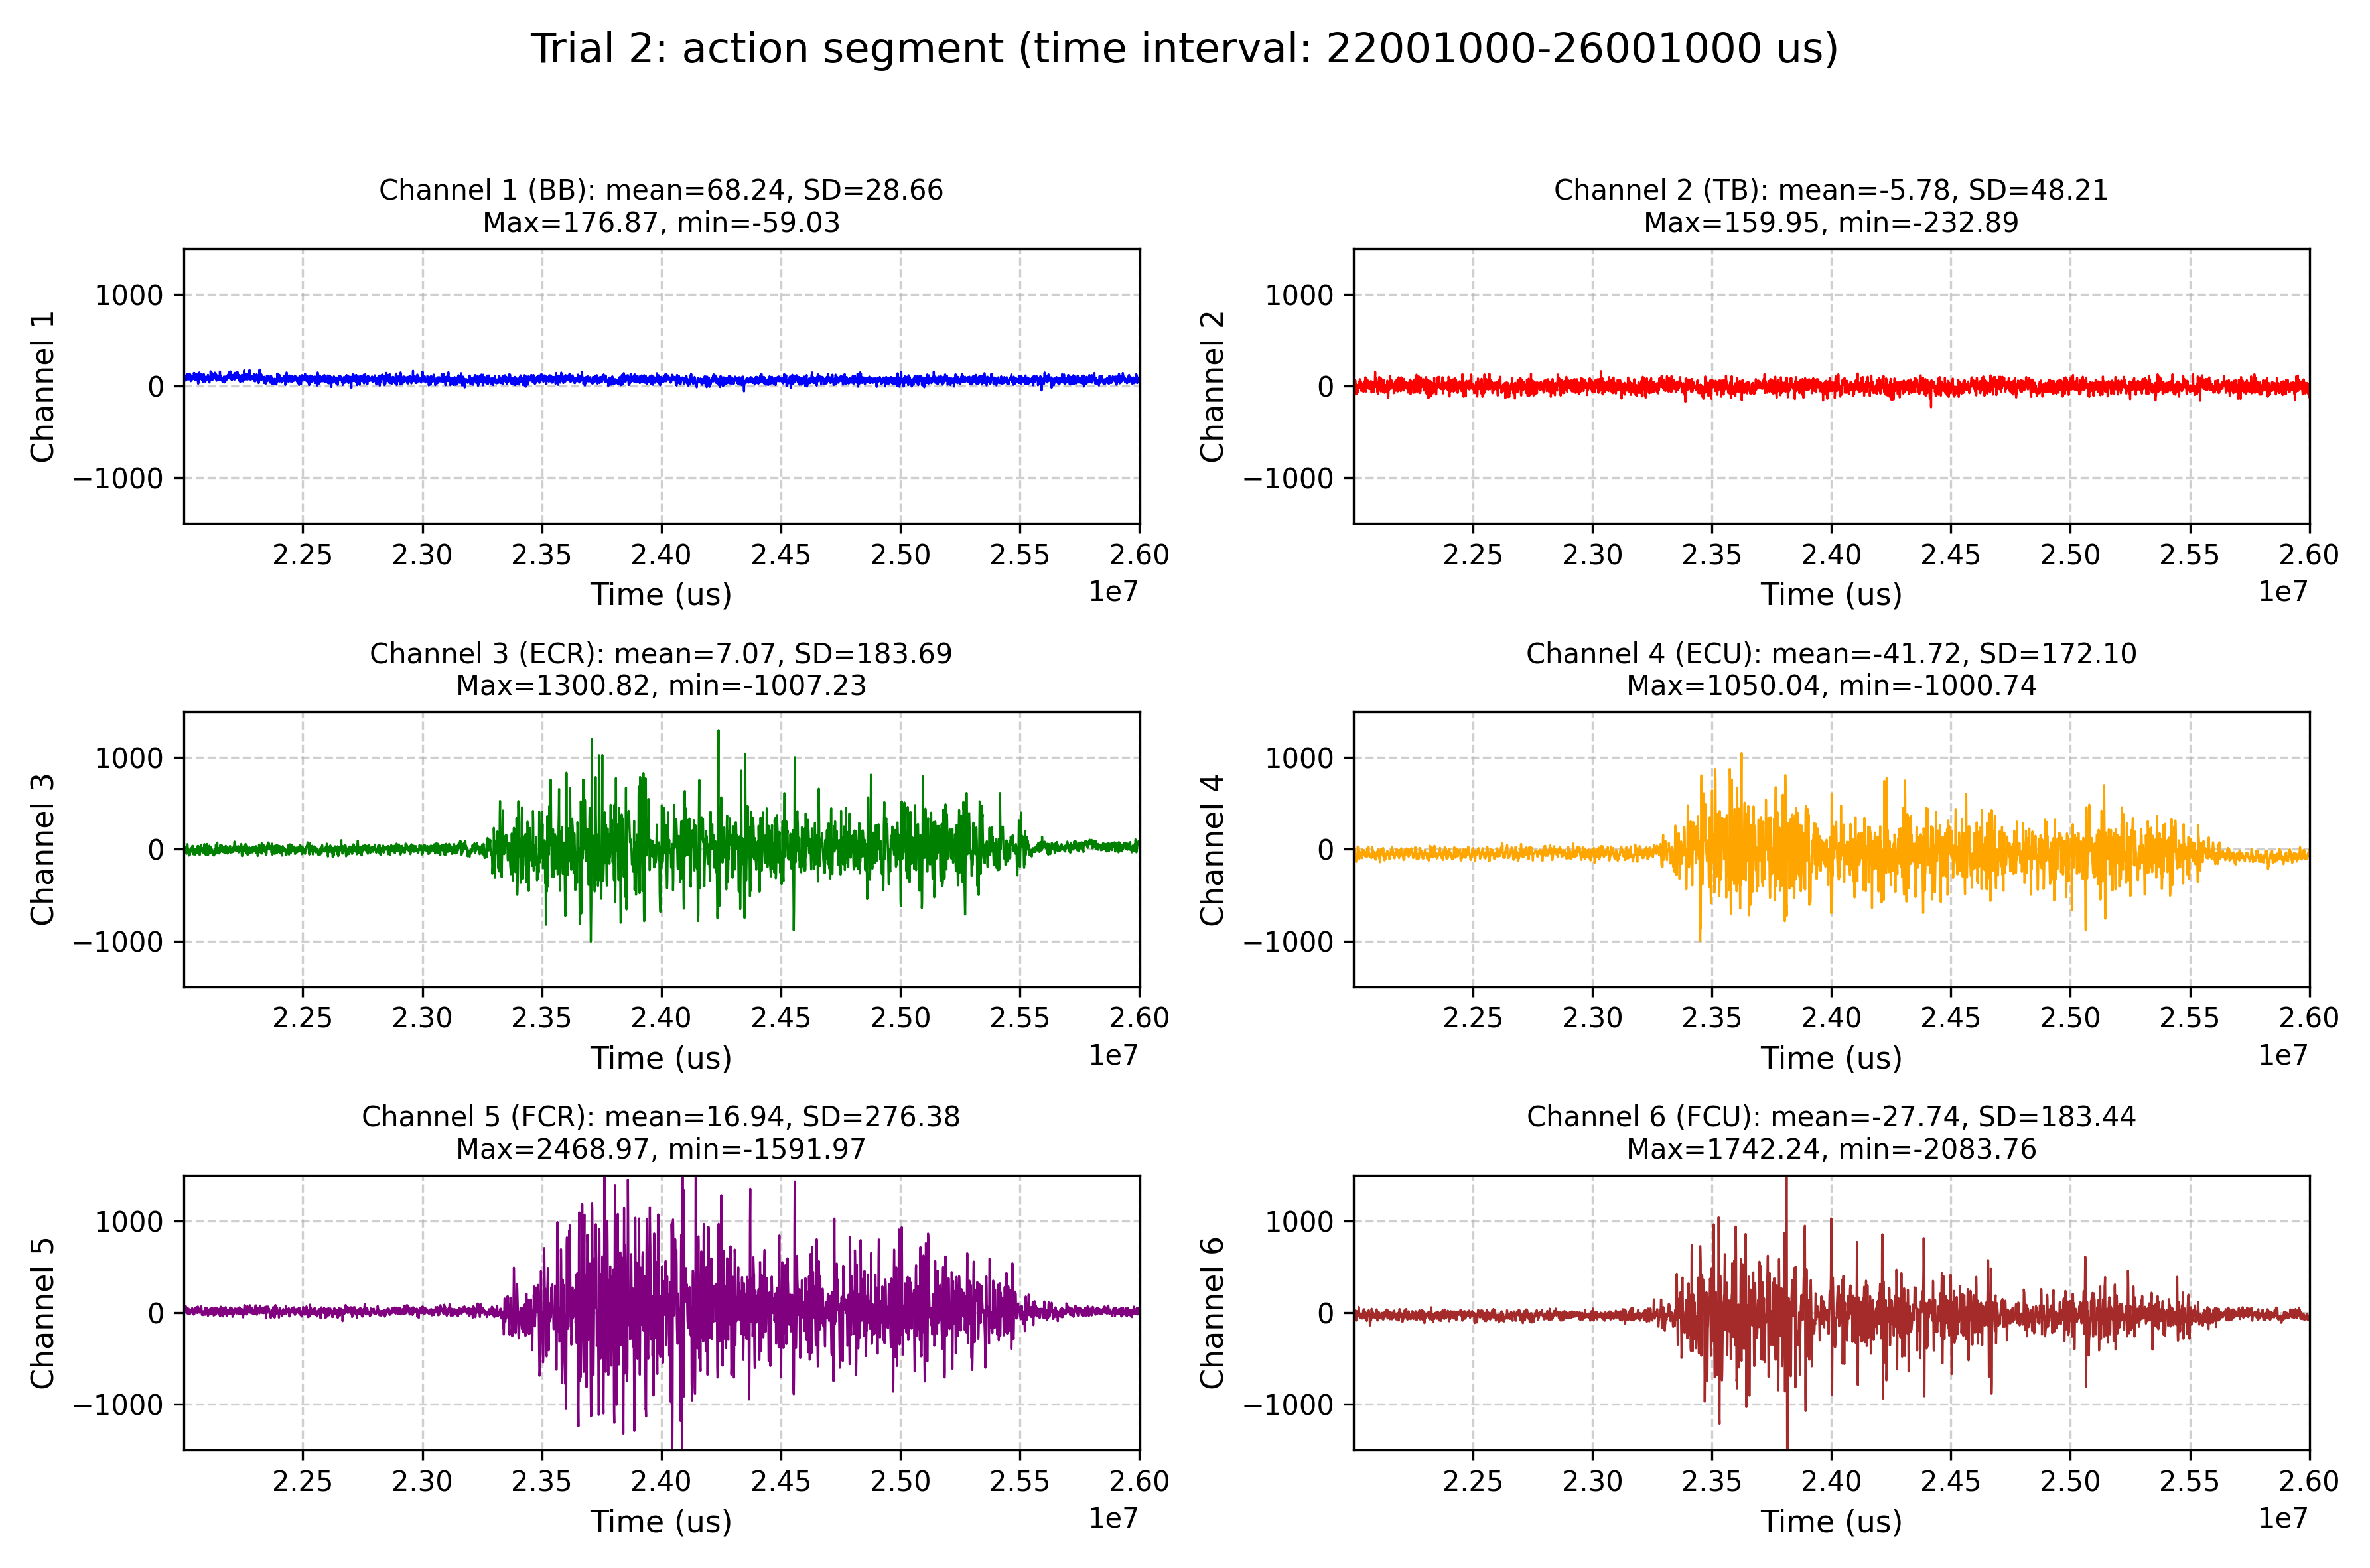 Trial 2: action segment (time interval: 22001000-26001000 us)
Channel 1 (BB): mean=68.24, SD=28.66
Max=176.87, min=-59.03
Channel 1
1000
0
−1000
2.25 2.30 2.35 2.40 2.45 2.50 2.55 2.60
Time (us)
1e7
Channel 2 (TB): mean=-5.78, SD=48.21
Max=159.95, min=-232.89
Channel 2
1000
0
−1000
2.25 2.30 2.35 2.40 2.45 2.50 2.55 2.60
Time (us)
1e7
Channel 3 (ECR): mean=7.07, SD=183.69
Max=1300.82, min=-1007.23
Channel 3
1000
0
−1000
2.25 2.30 2.35 2.40 2.45 2.50 2.55 2.60
Time (us)
1e7
Channel 4 (ECU): mean=-41.72, SD=172.10
Max=1050.04, min=-1000.74
Channel 4
1000
0
−1000
2.25 2.30 2.35 2.40 2.45 2.50 2.55 2.60
Time (us)
1e7
Channel 5 (FCR): mean=16.94, SD=276.38
Max=2468.97, min=-1591.97
Channel 5
1000
0
−1000
2.25 2.30 2.35 2.40 2.45 2.50 2.55 2.60
Time (us)
1e7
Channel 6 (FCU): mean=-27.74, SD=183.44
Max=1742.24, min=-2083.76
Channel 6
1000
0
−1000
2.25 2.30 2.35 2.40 2.45 2.50 2.55 2.60
Time (us)
1e7